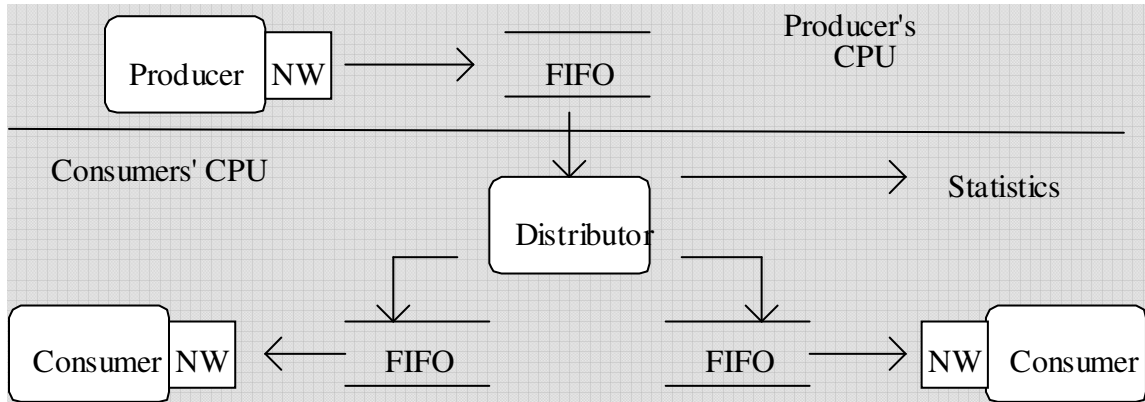 Producer
NW
FIFO
Producer's
CPU
Consumers' CPU
Statistics
Distributor
Consumer
NW
FIFO
FIFO
NW
Consumer